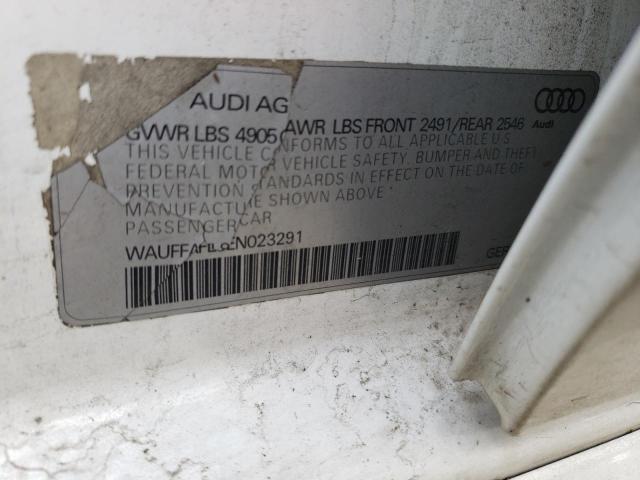 AUDI AG
GVWR LBS 4905 AWR LBS FRONT 2491/REAR 2546 Audi
THIS VEHICLE CONFORMS TO ALL APPLICABLE U S
FEDERAL MOTOR VEHICLE SAFETY, BUMPER AND THEFT
PREVENTION STANDARDS IN EFFECT ON THE DATE OF
MANUFACTURE SHOWN ABOVE
PASSENGER CAR